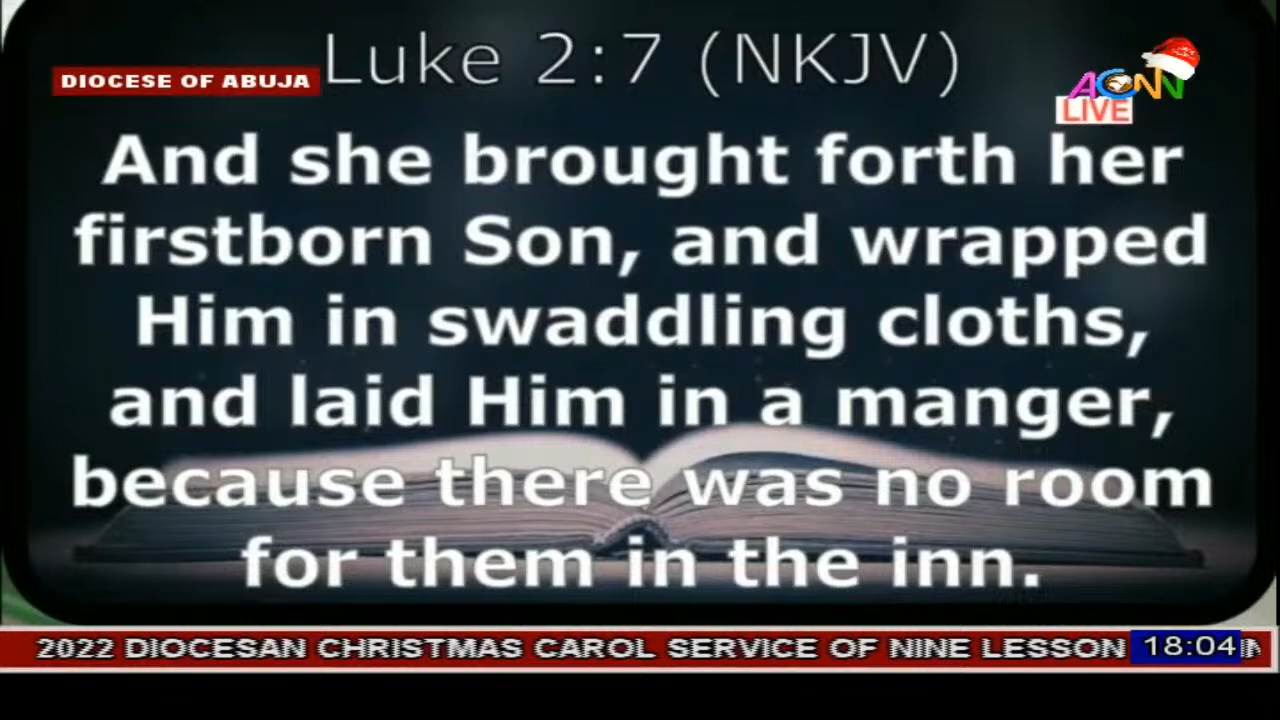 Luke 2:7 (NKJV)
DIOCESE OF ABUJA
ACNN
LIVE
And she brought forth her
firstborn Son, and wrapped
Him in swaddling cloths,
and laid Him in a manger,
because there was no room
for them in the inn.
2022 DIOCESAN CHRISTMAS CAROL SERVICE OF NINE LESSON
18:04